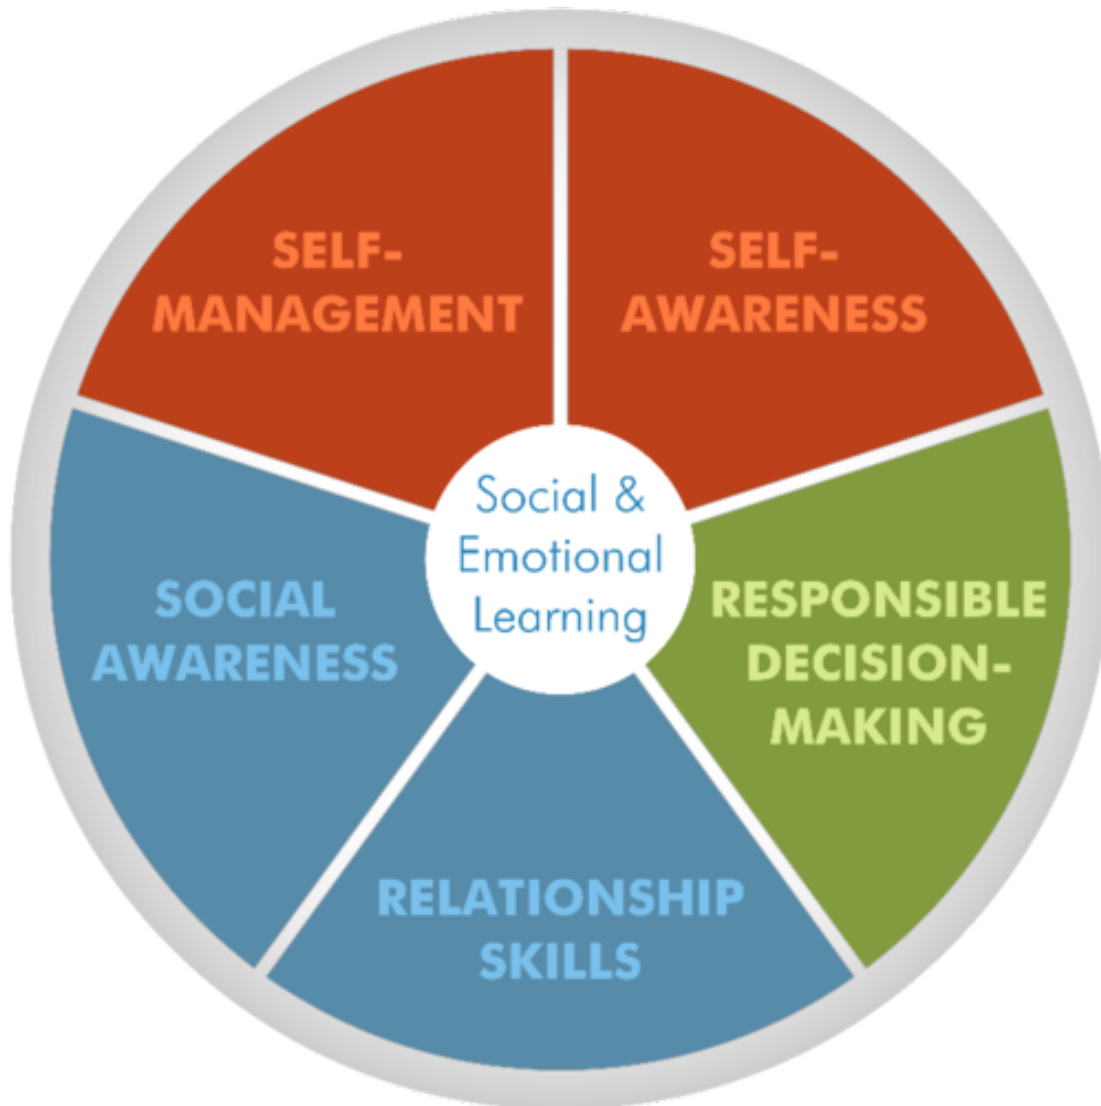 SELF-
MANAGEMENT
SELF-
AWARENESS
Social &
Emotional
Learning
SOCIAL
AWARENESS
RESPONSIBLE
DECISION-
MAKING
RELATIONSHIP
SKILLS